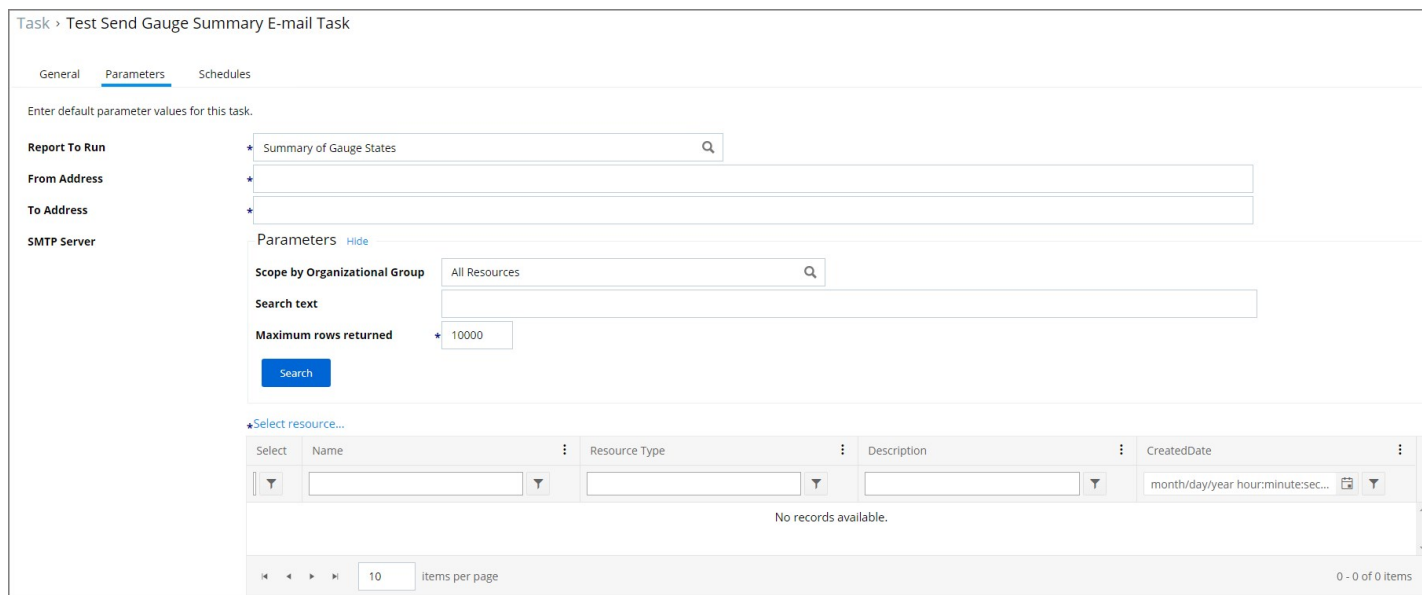 Task › Test Send Gauge Summary E-mail Task
General Parameters Schedules
Enter default parameter values for this task.
Report To Run * Summary of Gauge States
From Address *
To Address *
SMTP Server
Parameters Hide
Scope by Organizational Group All Resources
Search text
Maximum rows returned * 10000
Search
*Select resource...
Select Name Resource Type Description CreatedDate
month/day/year hour:minute:sec...
No records available.
10 items per page 0 - 0 of 0 items